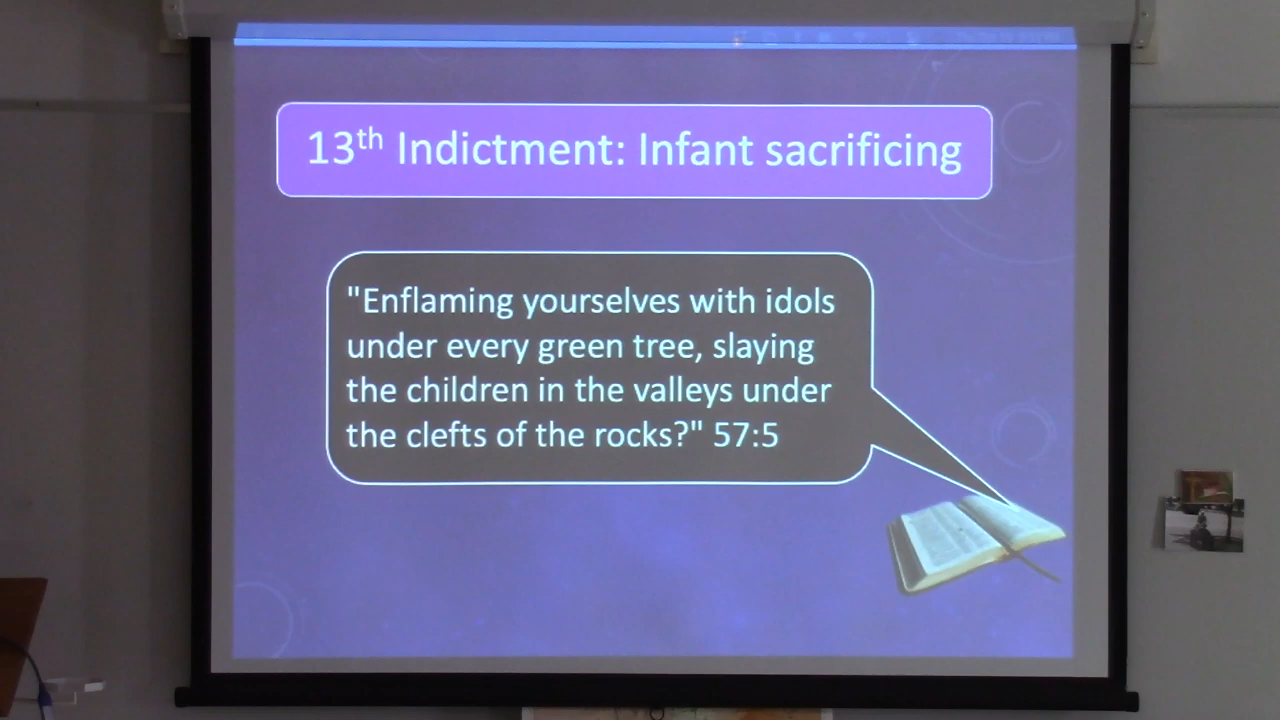 13th Indictment: Infant sacrificing
"Enflaming yourselves with idols
under every green tree, slaying
the children in the valleys under
the clefts of the rocks?" 57:5